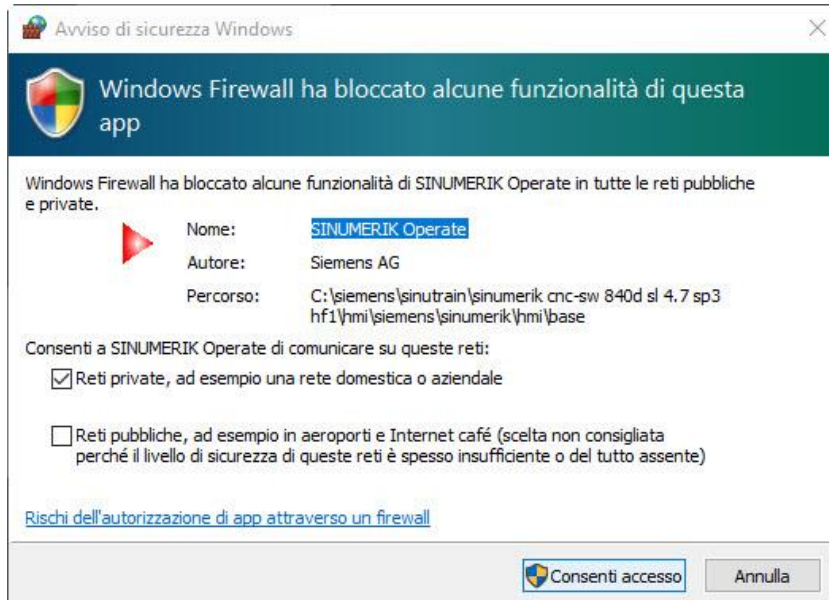 Avviso di sicurezza Windows
Windows Firewall ha bloccato alcune funzionalità di questa
app
Windows Firewall ha bloccato alcune funzionalità di SINUMERIK Operate in tutte le reti pubbliche
e private.
Nome: SINUMERIK Operate
Autore: Siemens AG
Percorso: C:\siemens\sinutrain\sinumerik cnc-sw 840d sl 4.7 sp3
hf1\hmi\siemens\sinumerik\hmi\base
Consenti a SINUMERIK Operate di comunicare su queste reti:
Reti private, ad esempio una rete domestica o aziendale
Reti pubbliche, ad esempio in aeroporti e Internet café (scelta non consigliata
perché il livello di sicurezza di queste reti è spesso insufficiente o del tutto assente)
Rischi dell'autorizzazione di app attraverso un firewall
Consenti accesso Annulla